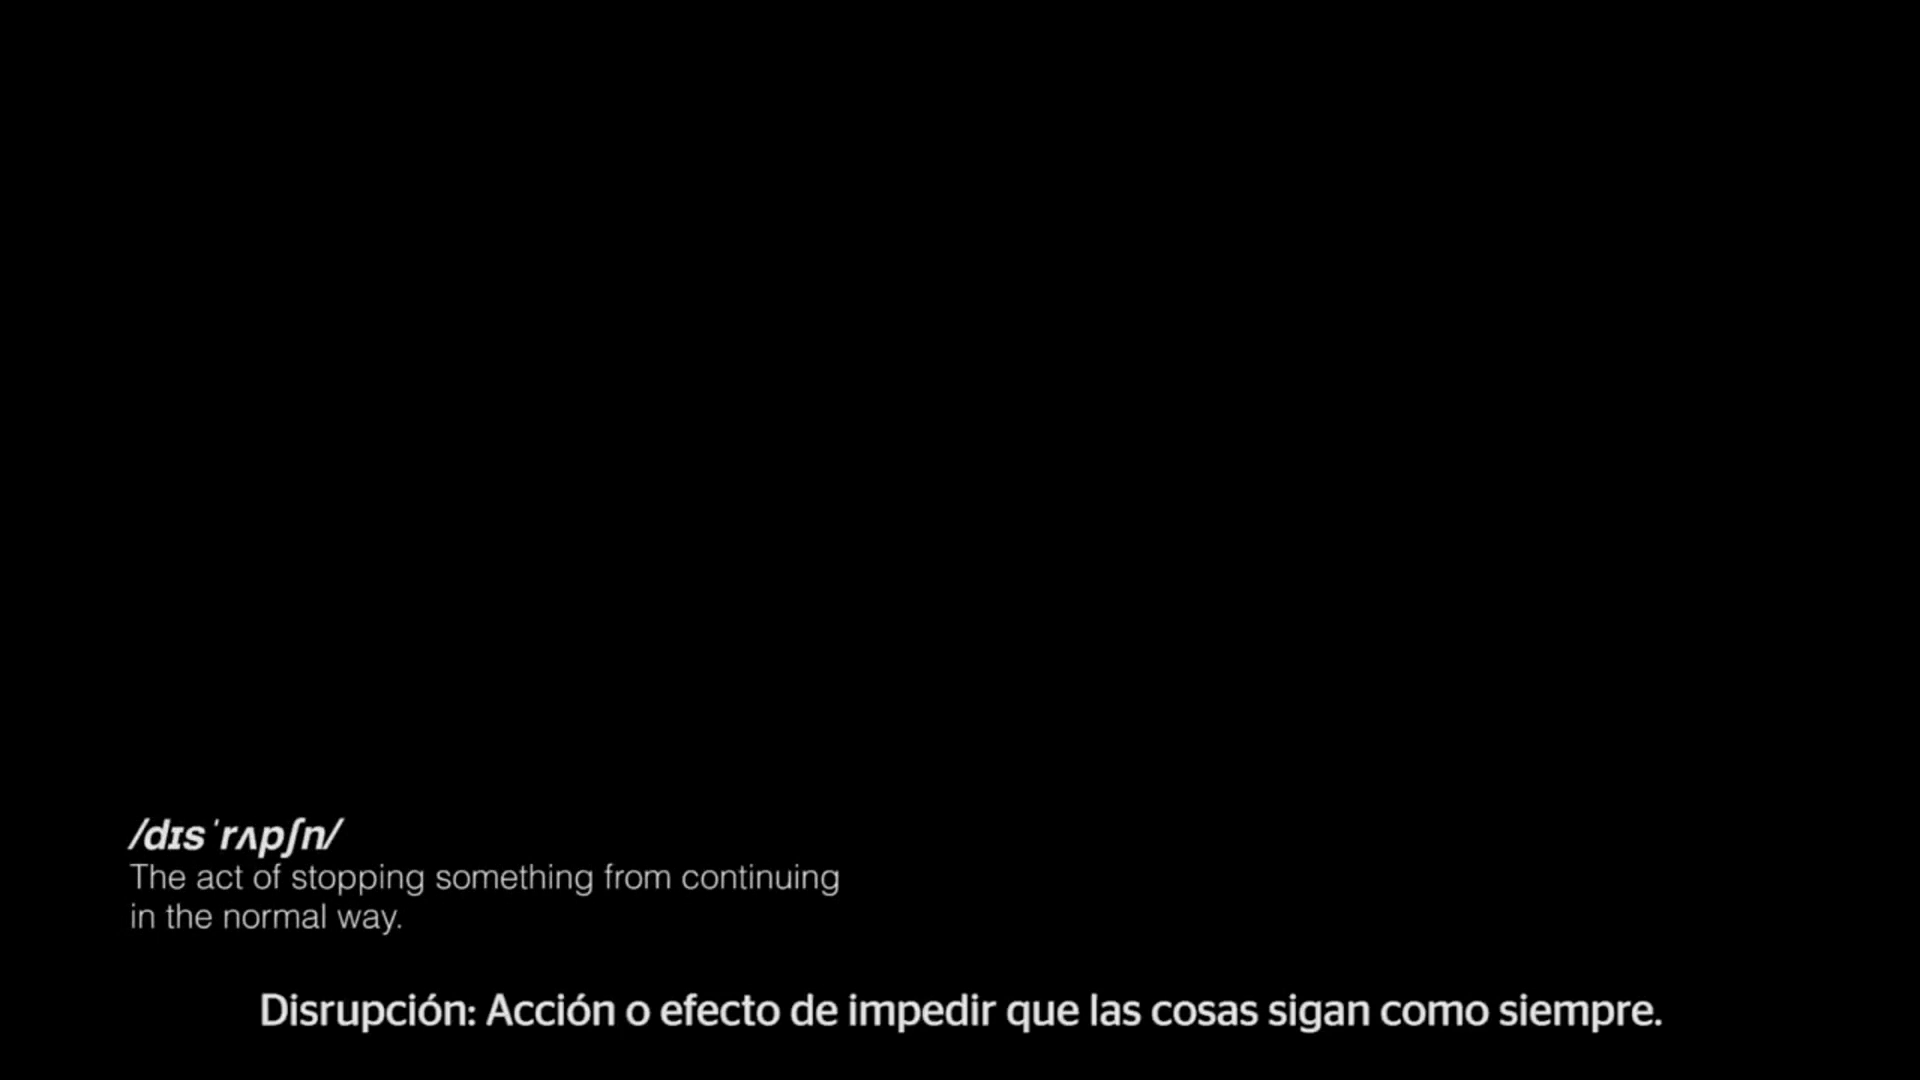 /dɪsˈrʌpʃn/
The act of stopping something from continuing
in the normal way.
Disrupción: Acción o efecto de impedir que las cosas sigan como siempre.